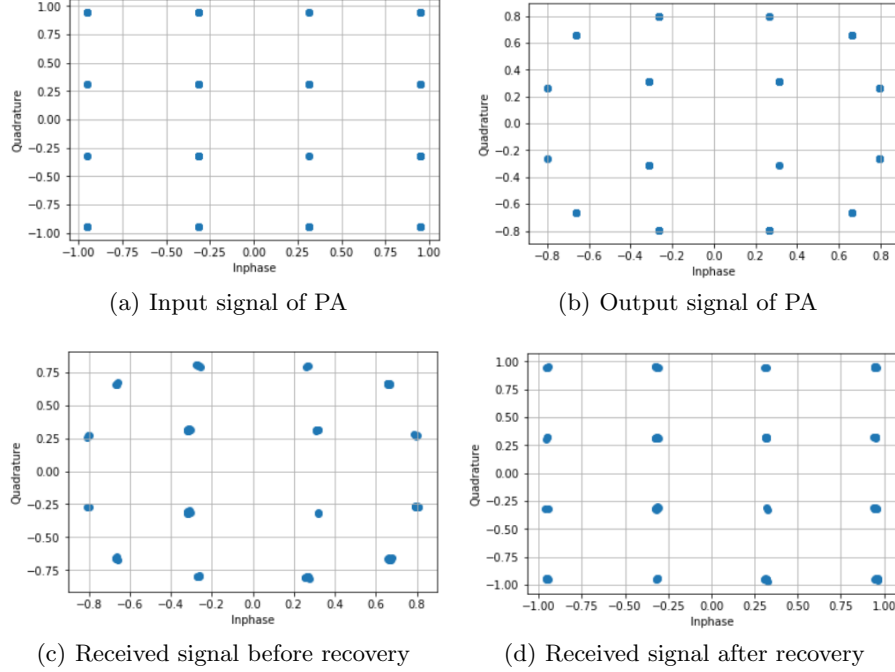 1.00
0.75
0.50
0.25
0.00
−0.25
−0.50
−0.75
−1.00
Quadrature
−1.00 −0.75 −0.50 −0.25 0.00 0.25 0.50 0.75 1.00
Inphase
(a) Input signal of PA
0.8
0.6
0.4
0.2
0.0
−0.2
−0.4
−0.6
−0.8
Quadrature
−0.8 −0.6 −0.4 −0.2 0.0 0.2 0.4 0.6 0.8
Inphase
(b) Output signal of PA
0.75
0.50
0.25
0.00
−0.25
−0.50
−0.75
Quadrature
−0.8 −0.6 −0.4 −0.2 0.0 0.2 0.4 0.6 0.8
Inphase
(c) Received signal before recovery
1.00
0.75
0.50
0.25
0.00
−0.25
−0.50
−0.75
−1.00
Quadrature
−1.00 −0.75 −0.50 −0.25 0.00 0.25 0.50 0.75 1.00
Inphase
(d) Received signal after recovery